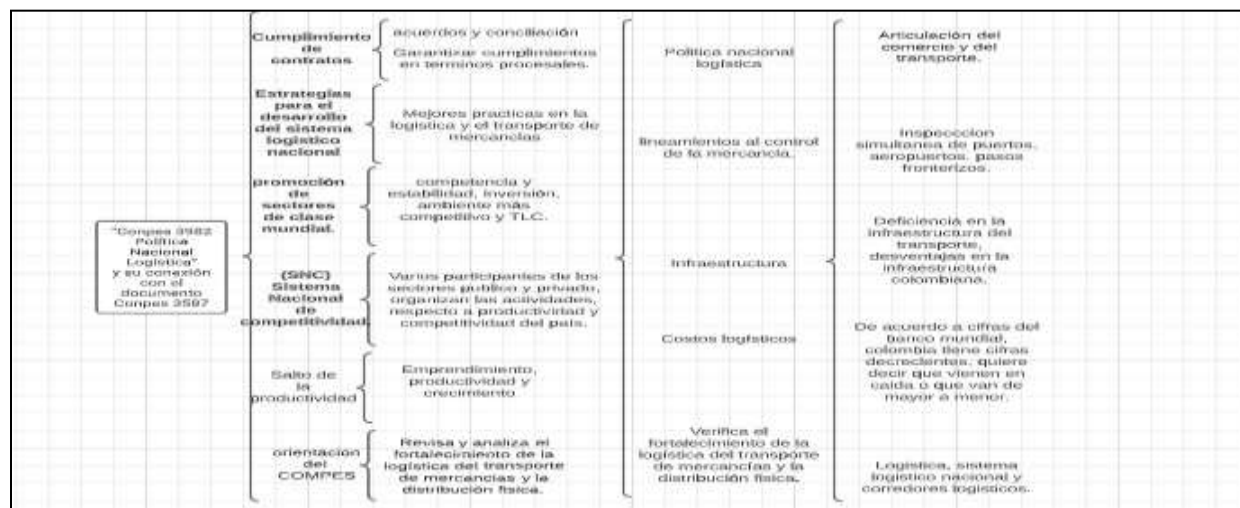 "Conpes 3982
Política
Nacional
Logística"
y su conexión
con el
documento
Conpes 3587
Cumplimiento
de
contratos
acuerdos y conciliación
Garantizar cumplimientos
en terminos procesales.
Estrategias
para el
desarrollo
del sistema
logistico
nacional
Mejores practicas en la
logistica y el transporte de
mercancias
promoción
de
sectores
de clase
mundial.
competencia y
estabilidad, inversión,
ambiente más
competitivo y TLC.
(SNC)
Sistema
Nacional
de
competitividad.
Varios participantes de los
sectores publico y privado,
organizan las actividades,
respecto a productividad y
competitividad del país.
Salto de
la
productividad
Emprendimiento,
productividad y
crecimiento
orientación
del
COMPES
Revisa y analiza el
fortalecimiento de la
logística del transporte
de mercancías y la
distribución física.
Política nacional
logística
lineamientos al control
de la mercancía.
Infraestructura
Costos logísticos
Verifica el
fortalecimiento de la
logística del transporte
de mercancías y la
distribución física.
Articulación del
comercio y del
transporte.
Inspecccion
simultanea de puertos,
aeropuertos, pasos
fronterizos.
Deficiencia en la
infraestructura del
transporte,
desventajas en la
infraestructura
colombiana.
De acuerdo a cifras del
banco mundial,
colombia tiene cifras
decrecientes, quiere
decir que vienen en
caída o que van de
mayor a menor.
Logística, sistema
logístico nacional y
corredores logísticos.